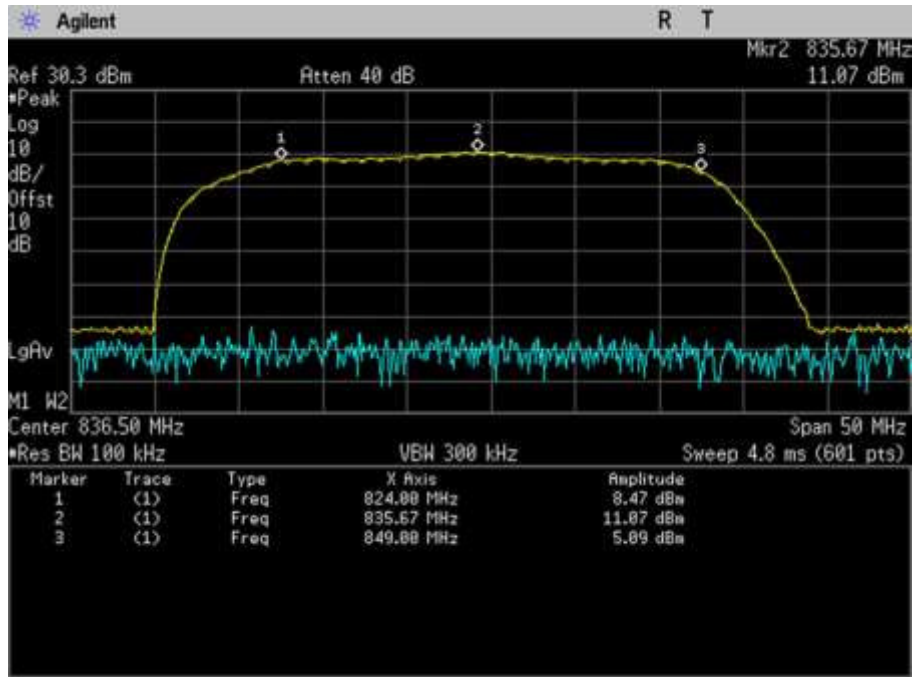 Agilent R T
Mkr2 835.67 MHz
Ref 30.3 dBm Atten 40 dB 11.07 dBm
*Peak
Log
10
dB/
Offst
10
dB
1
2
3
LgAv
M1 W2
Center 836.50 MHz Span 50 MHz
*Res BW 100 kHz VBW 300 kHz Sweep 4.8 ms (601 pts)
Marker Trace Type X Axis Amplitude
1 (1) Freq 824.00 MHz 8.47 dBm
2 (1) Freq 835.67 MHz 11.07 dBm
3 (1) Freq 849.00 MHz 5.09 dBm